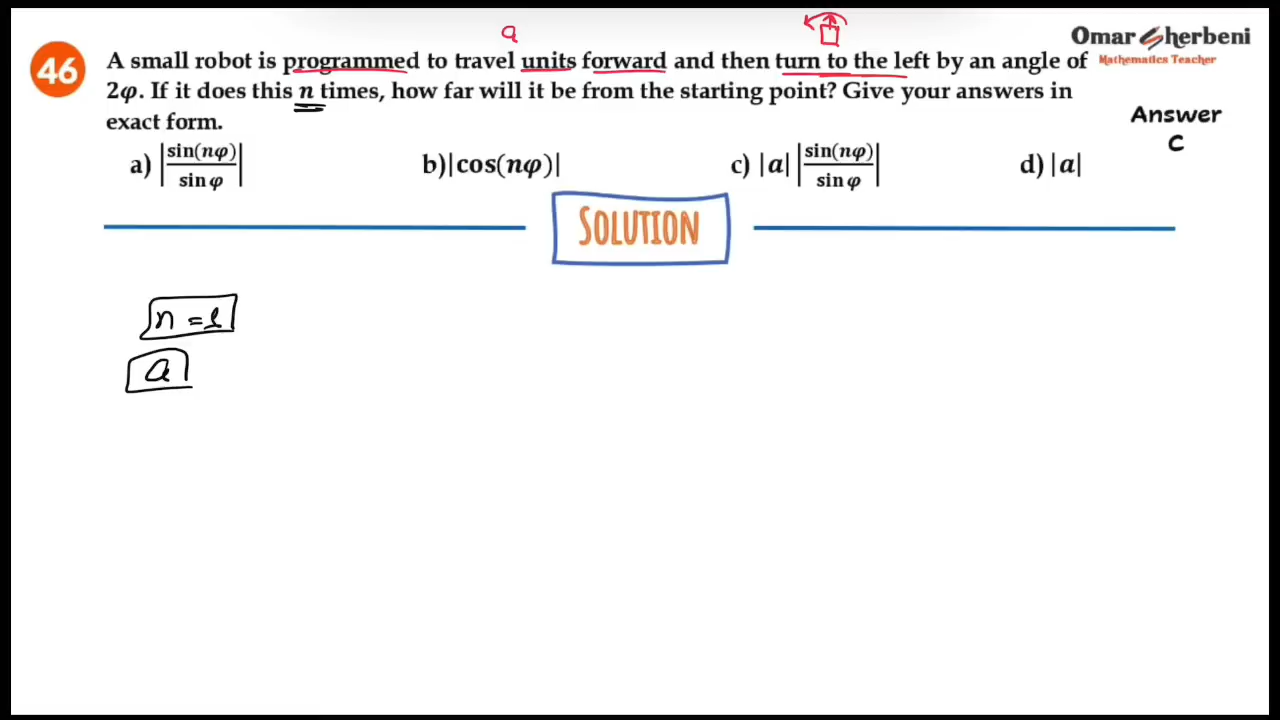 a
Omar Sherbeni
Mathematics Teacher
46
A small robot is programmed to travel units forward and then turn to the left by an angle of
2φ. If it does this n times, how far will it be from the starting point? Give your answers in
exact form.
Answer
C
a) |sin(nφ)/sin φ|
b)|cos(nφ)|
c) |a| |sin(nφ)/sin φ|
d) |a|
SOLUTION
n = 1
a